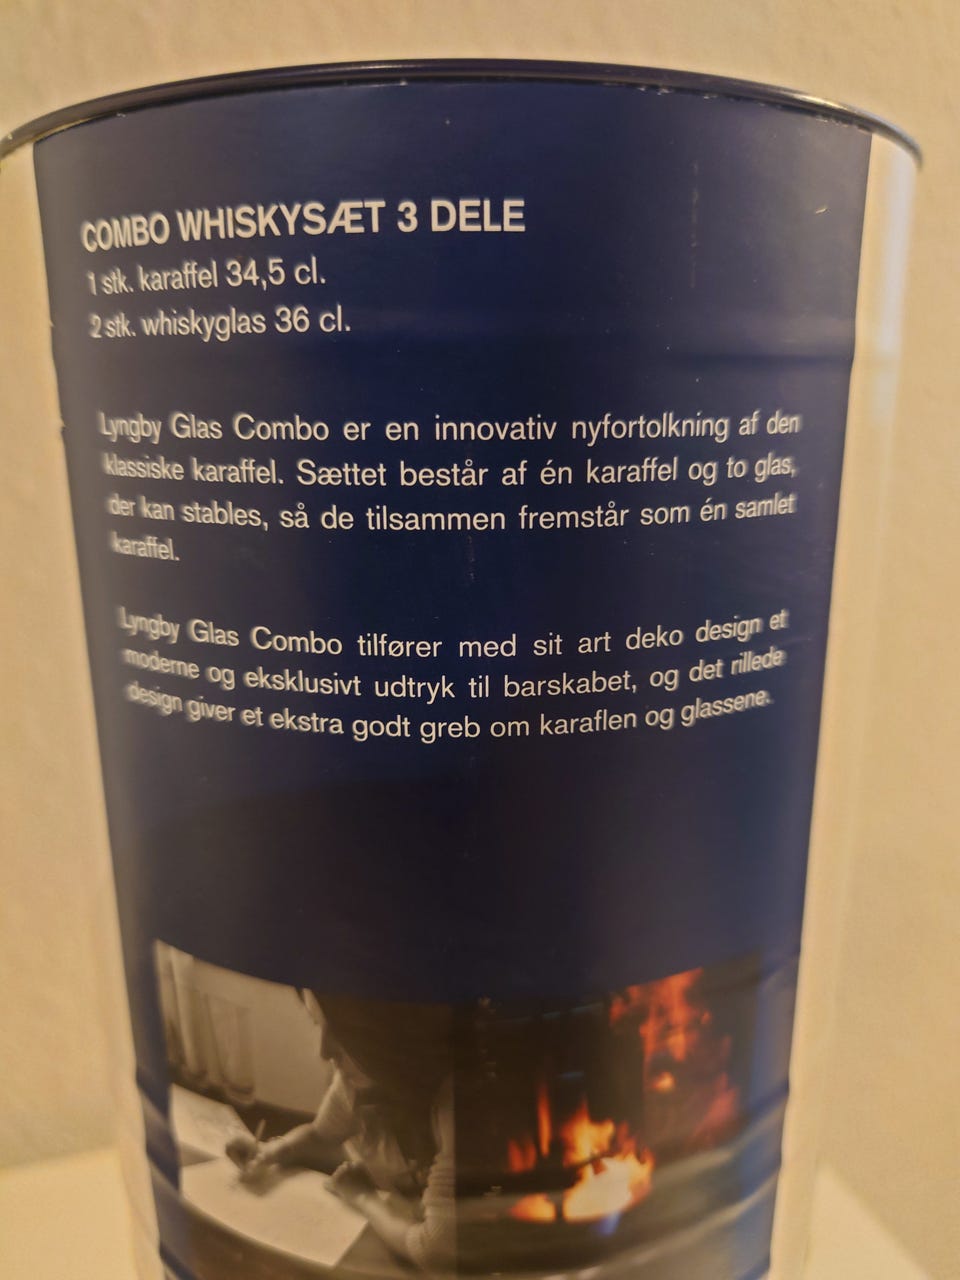 COMBO WHISKYSÆT 3 DELE
1 stk. karaffel 34,5 cl.
2 stk. whiskyglas 36 cl.
Lyngby Glas Combo er en innovativ nyfortolkning af den
klassiske karaffel. Sættet består af én karaffel og to glas,
der kan stables, så de tilsammen fremstår som én samlet
karaffel.
Lyngby Glas Combo tilfører med sit art deko design et
moderne og eksklusivt udtryk til barskabet, og det rillede
design giver et ekstra godt greb om karaflen og glassene.